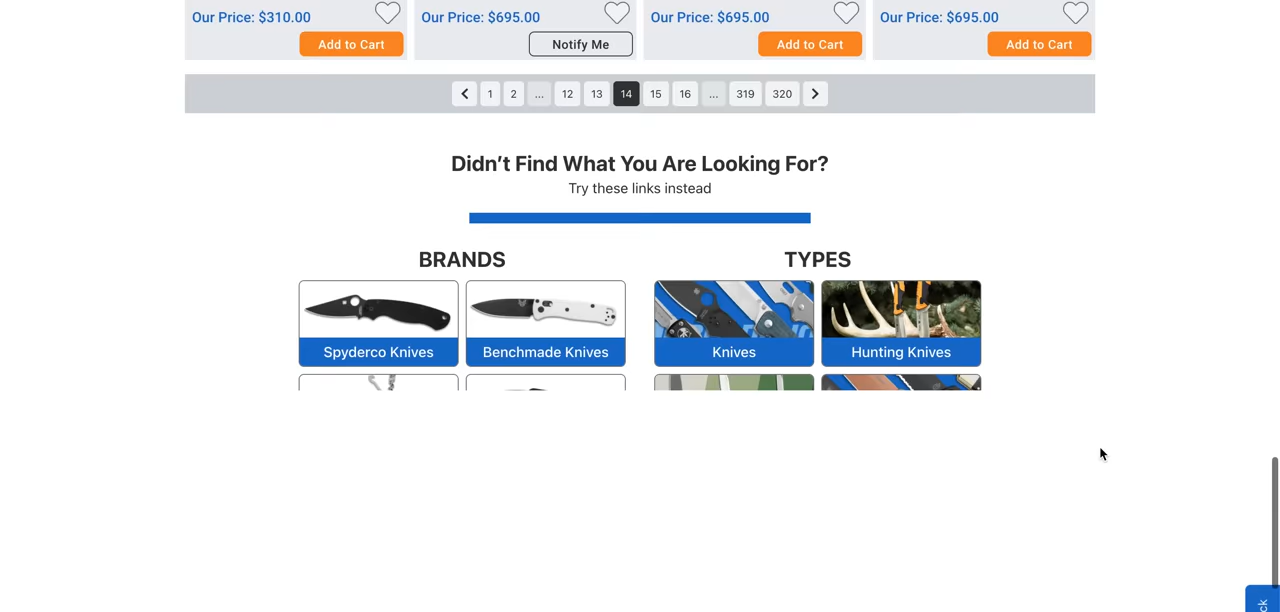 Our Price: $310.00
Add to Cart
Our Price: $695.00
Notify Me
Our Price: $695.00
Add to Cart
Our Price: $695.00
Add to Cart
1 2 ... 12 13 14 15 16 ... 319 320
Didn’t Find What You Are Looking For?
Try these links instead
BRANDS
Spyderco Knives
Benchmade Knives
TYPES
Knives
Hunting Knives